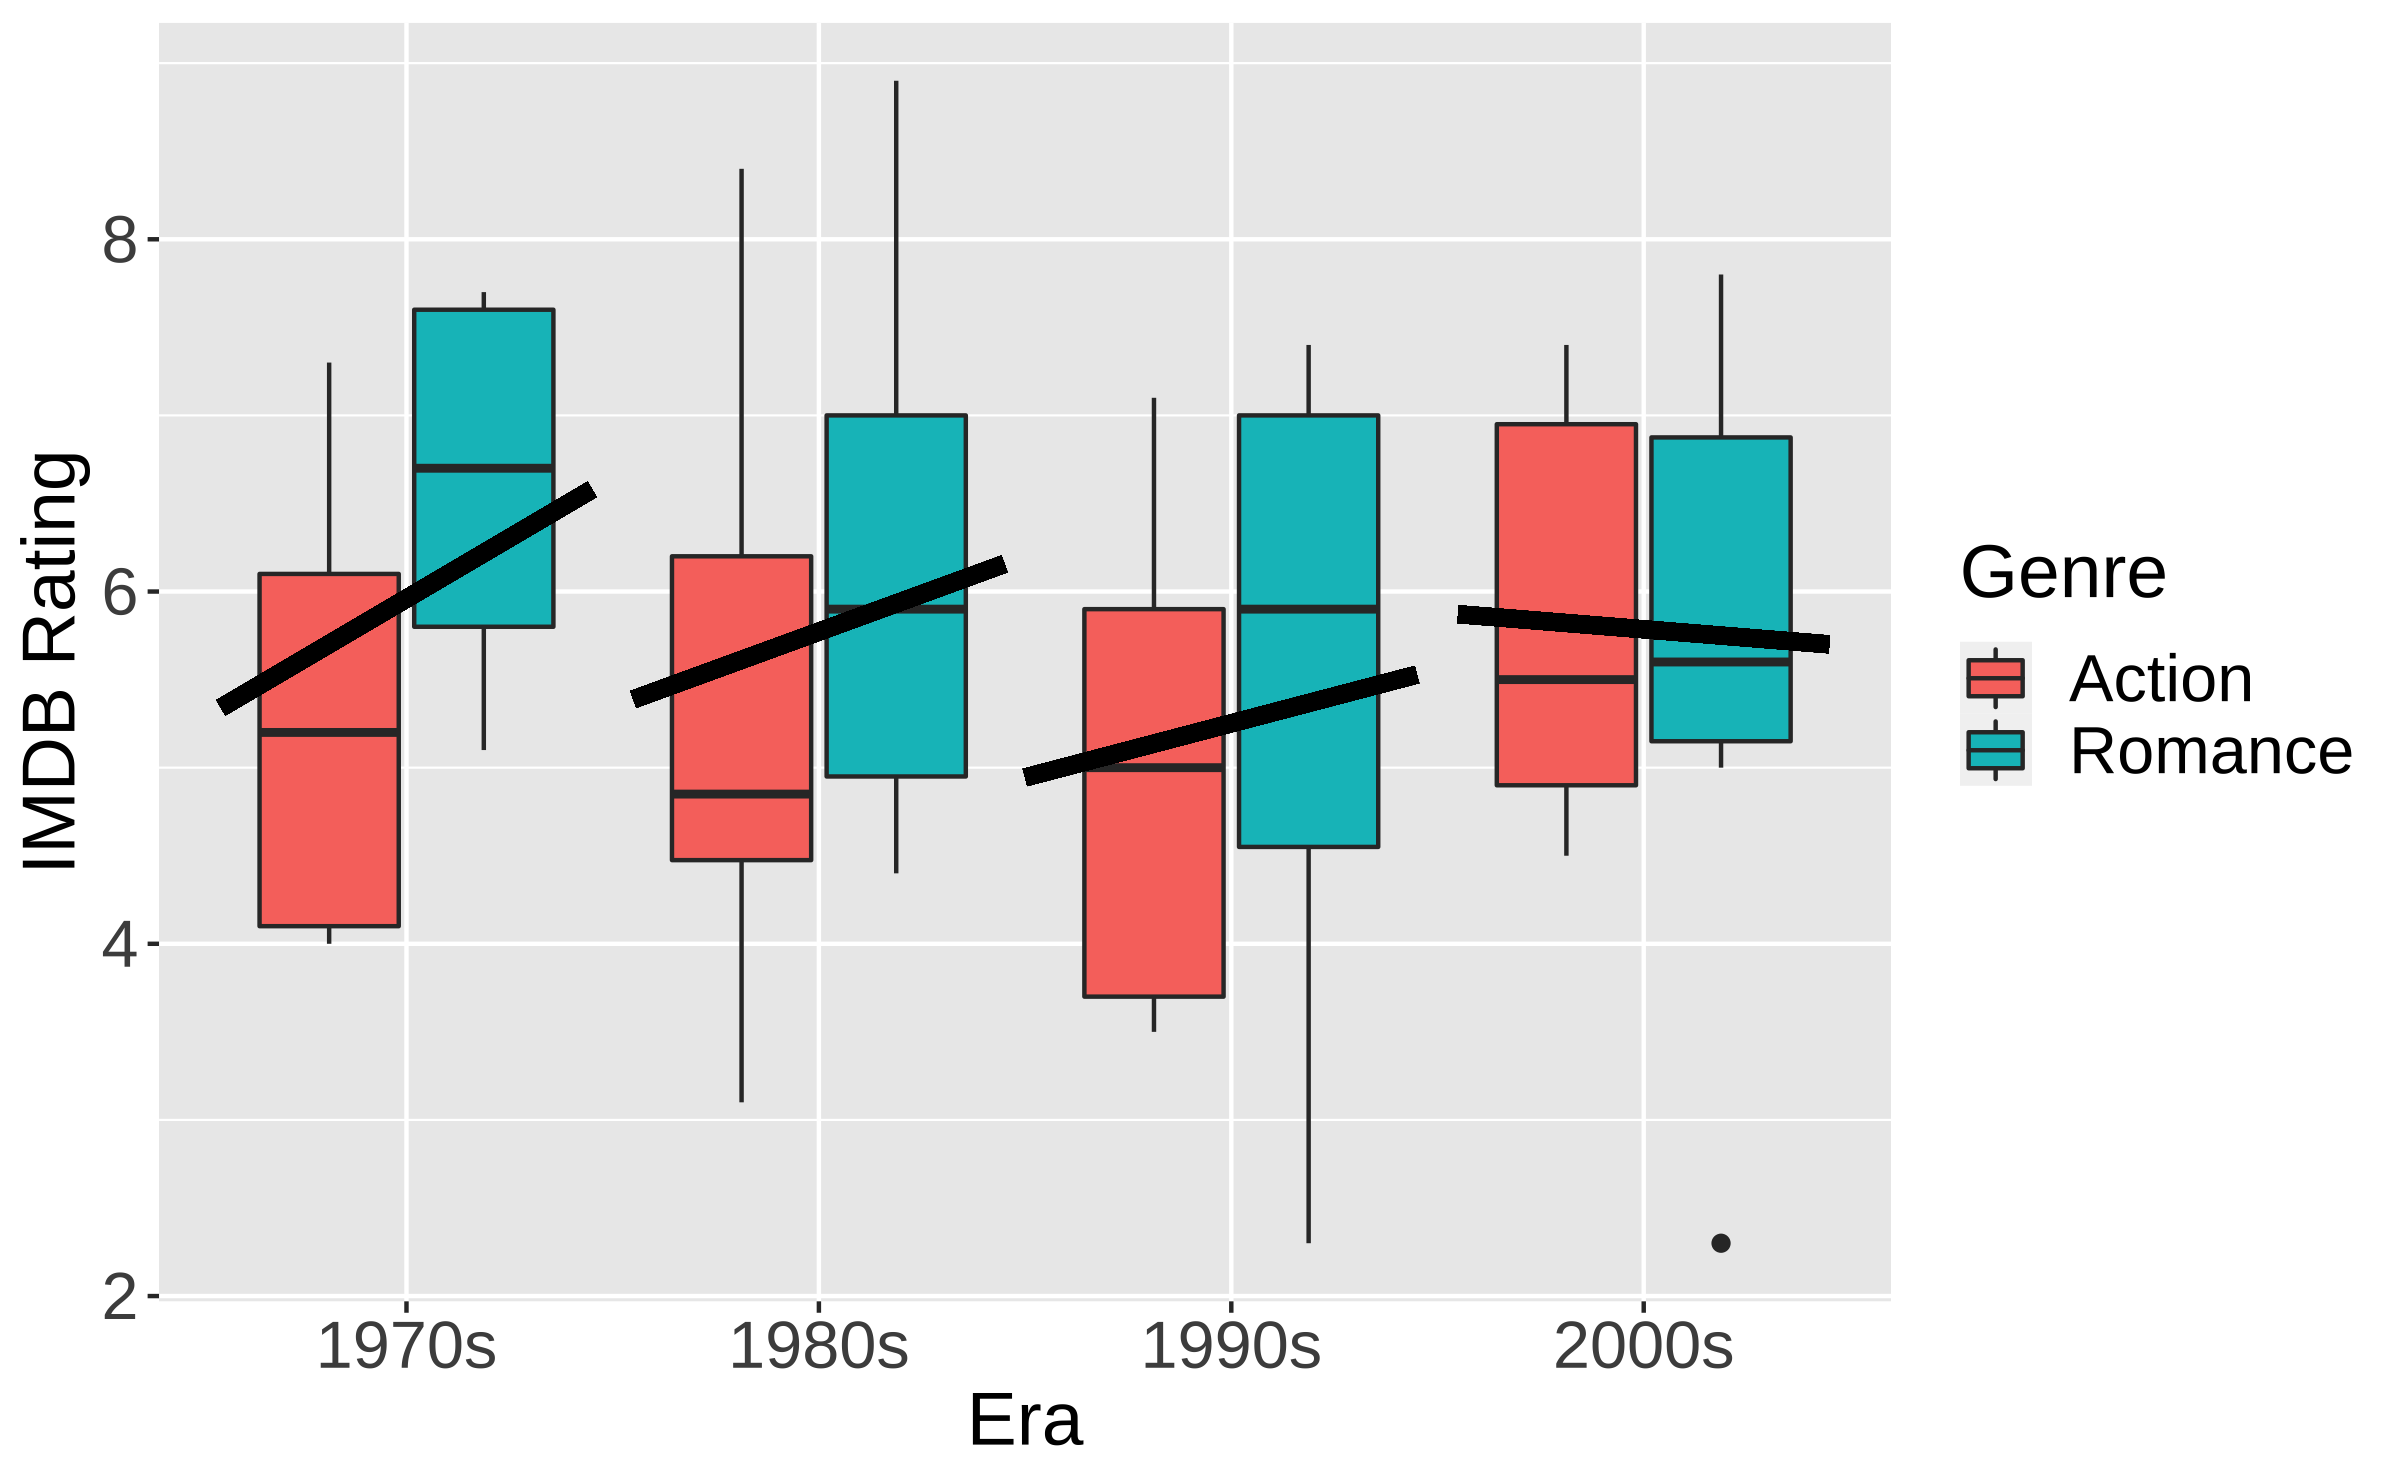 IMDB Rating
8
6
4
2
1970s 1980s 1990s 2000s
Era
Genre
Action
Romance